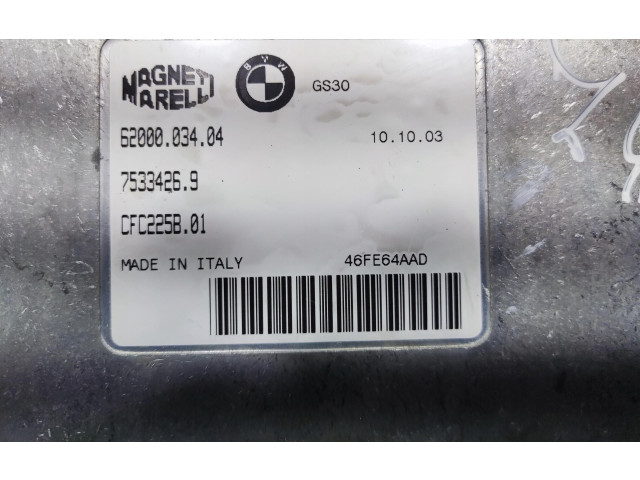 MAGNETI MARELLI
BMW
GS30
62000.034.04
10.10.03
7533426.9
CFC225B.01
MADE IN ITALY
46FE64AAD